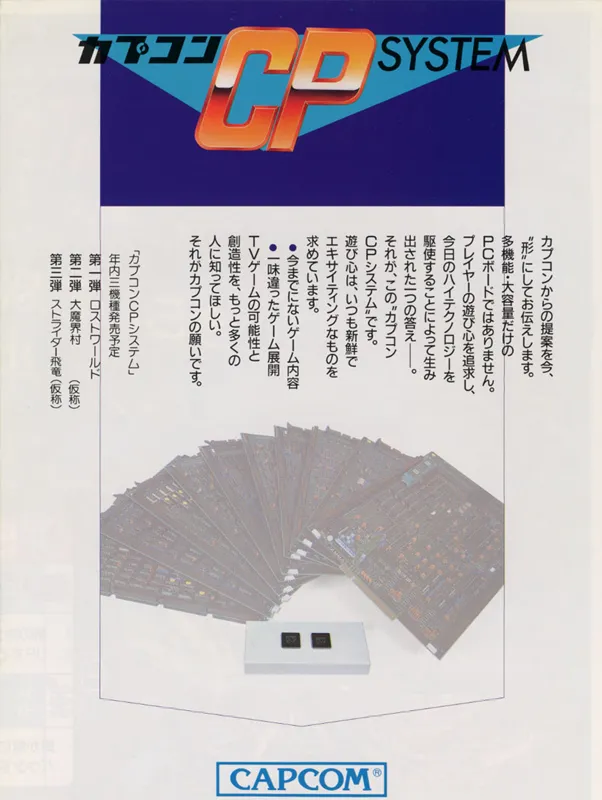 カプコン CP SYSTEM
カプコンからの提案を今、
“形”にしてお伝えします。
多機能・大容量だけの
PCボードではありません。
プレイヤーの遊び心を追求し、
今日のハイテクノロジーを
駆使することによって生み
出された一つの答え——。
それが、この“カプコン
CPシステム”です。
遊び心は、いつも新鮮で
エキサイティングなものを
求めています。
●今までにないゲーム内容
●一味違ったゲーム展開
TVゲームの可能性と
創造性を、もっと多くの
人に知ってほしい。
それがカプコンの願いです。
「カプコンCPシステム」
年内三機種発売予定
第一弾 ロストワールド
第二弾 大魔界村 (仮称)
第三弾 ストライダー飛竜(仮称)
CAPCOM®